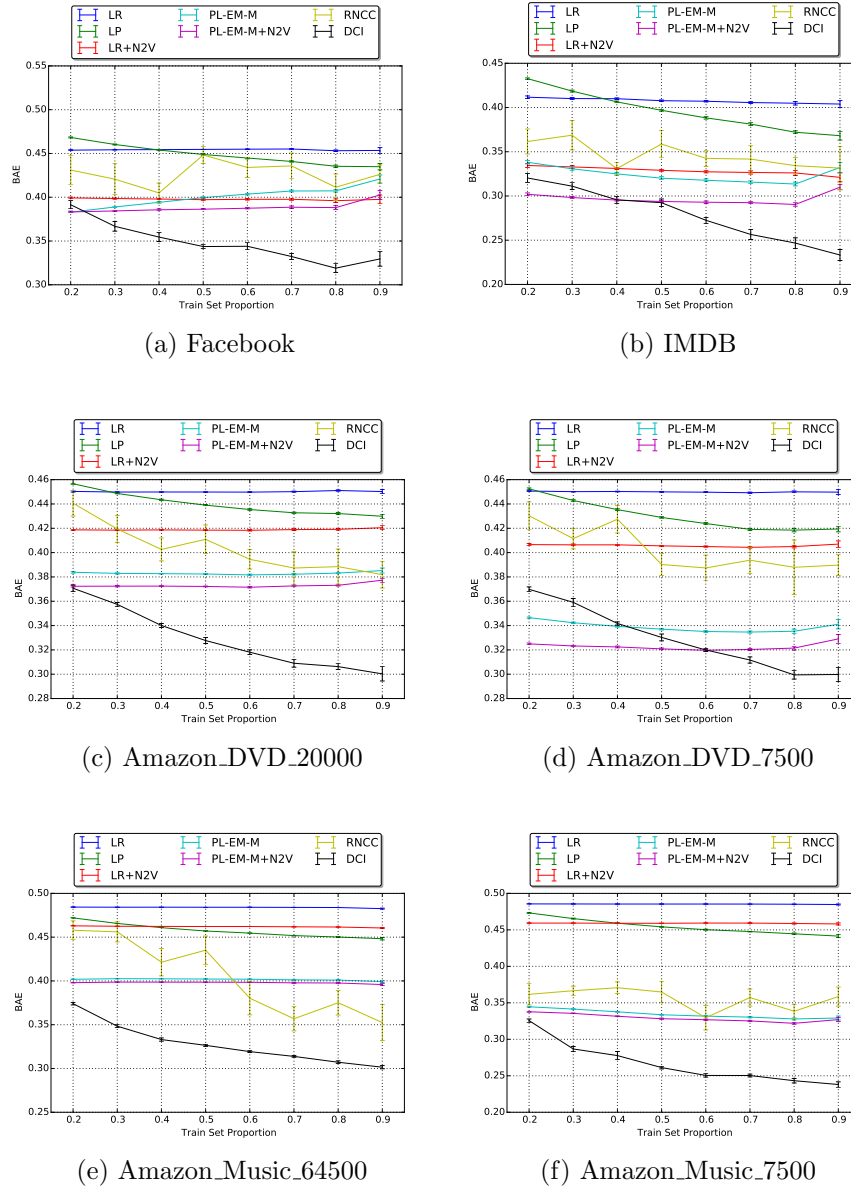 LR PL-EM-M RNCC
LP PL-EM-M+N2V DCI
LR+N2V
0.55
0.50
0.45
0.40
0.35
0.30
BAE
0.2 0.3 0.4 0.5 0.6 0.7 0.8 0.9
Train Set Proportion
(a) Facebook
LR PL-EM-M RNCC
LP PL-EM-M+N2V DCI
LR+N2V
0.45
0.40
0.35
0.30
0.25
0.20
BAE
0.2 0.3 0.4 0.5 0.6 0.7 0.8 0.9
Train Set Proportion
(b) IMDB
LR PL-EM-M RNCC
LP PL-EM-M+N2V DCI
LR+N2V
0.46
0.44
0.42
0.40
0.38
0.36
0.34
0.32
0.30
0.28
BAE
0.2 0.3 0.4 0.5 0.6 0.7 0.8 0.9
Train Set Proportion
(c) Amazon_DVD_20000
LR PL-EM-M RNCC
LP PL-EM-M+N2V DCI
LR+N2V
0.46
0.44
0.42
0.40
0.38
0.36
0.34
0.32
0.30
0.28
BAE
0.2 0.3 0.4 0.5 0.6 0.7 0.8 0.9
Train Set Proportion
(d) Amazon_DVD_7500
LR PL-EM-M RNCC
LP PL-EM-M+N2V DCI
LR+N2V
0.50
0.45
0.40
0.35
0.30
0.25
BAE
0.2 0.3 0.4 0.5 0.6 0.7 0.8 0.9
Train Set Proportion
(e) Amazon_Music_64500
LR PL-EM-M RNCC
LP PL-EM-M+N2V DCI
LR+N2V
0.50
0.45
0.40
0.35
0.30
0.25
0.20
BAE
0.2 0.3 0.4 0.5 0.6 0.7 0.8 0.9
Train Set Proportion
(f) Amazon_Music_7500